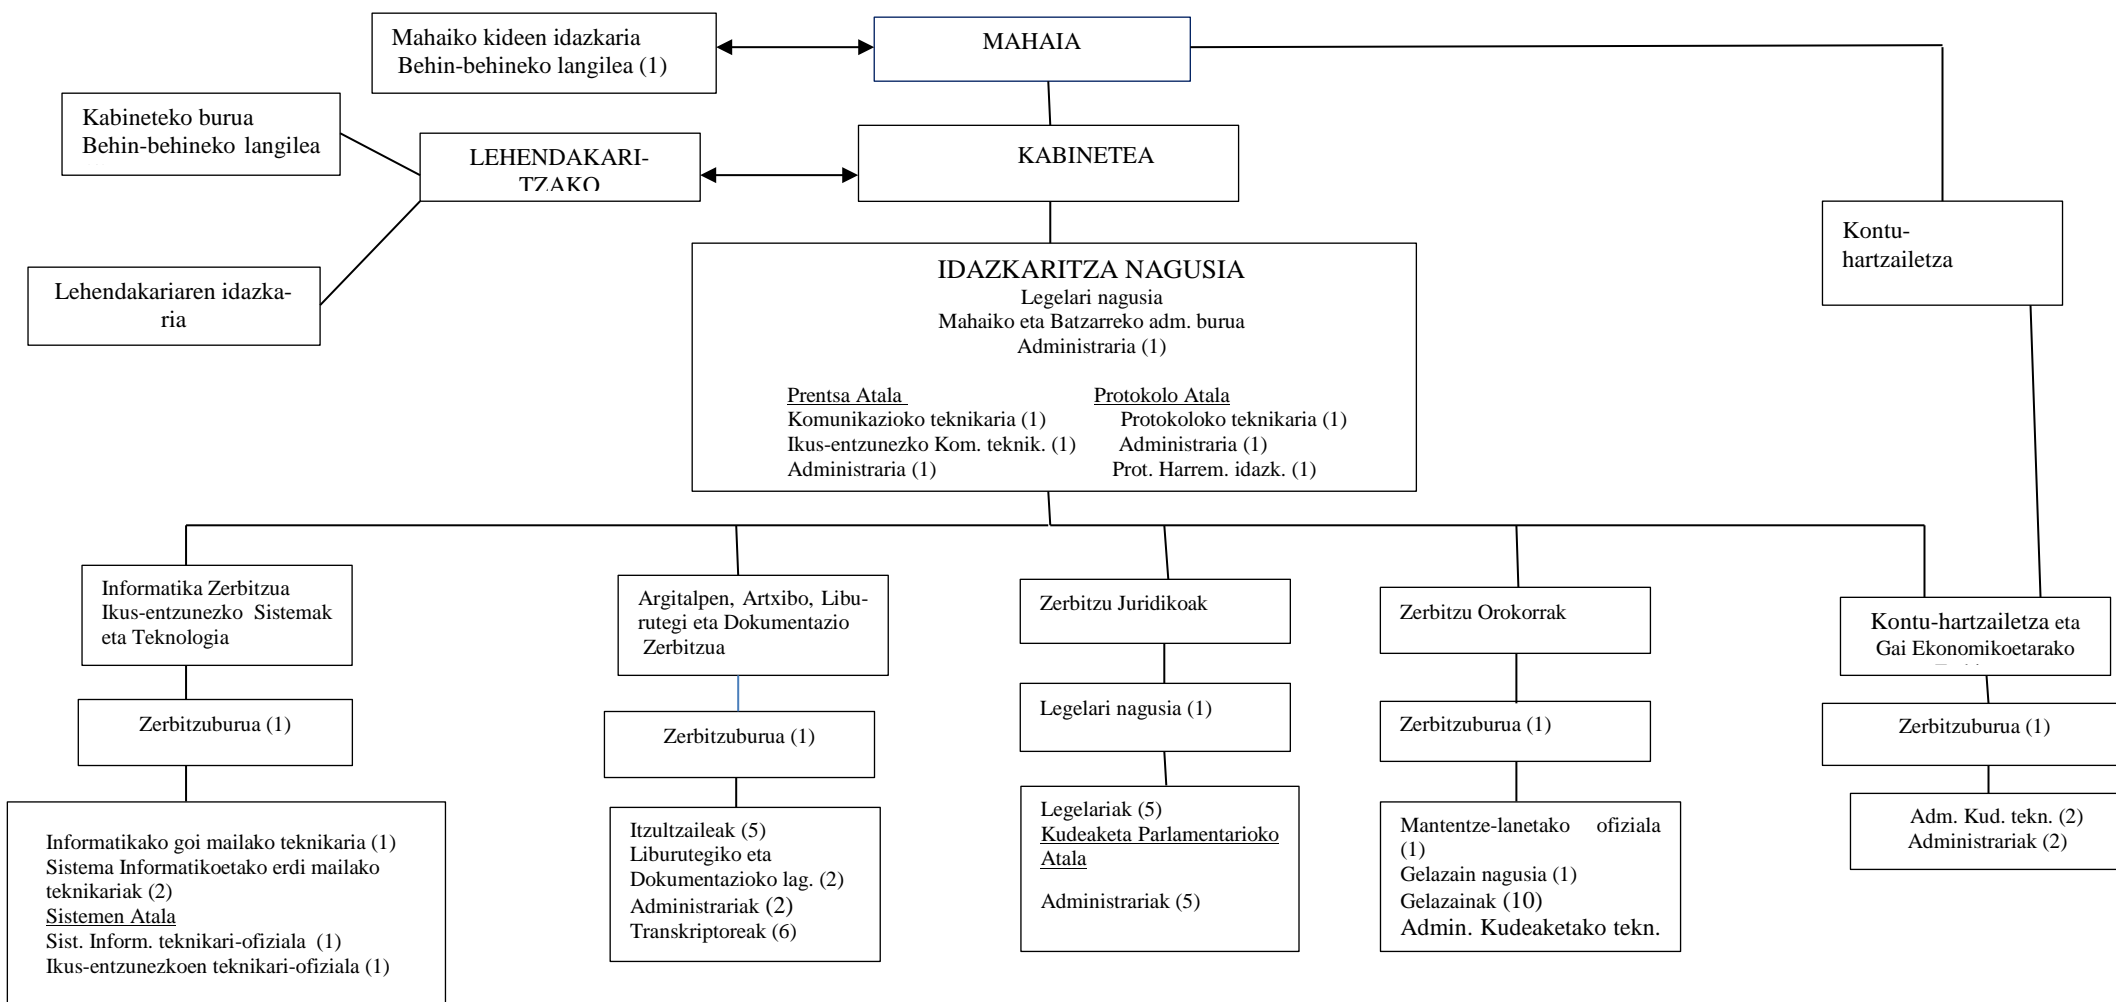 Mahaiko kideen idazkaria
Behin-behineko langilea (1)
MAHAIA
Kabineteko burua
Behin-behineko langilea
LEHENDAKARI-
TZAKO
KABINETEA
Lehendakariaren idazka-
ria
Kontu-
hartzailetza
IDAZKARITZA NAGUSIA
Legelari nagusia
Mahaiko eta Batzarreko adm. burua
Administraria (1)
Prentsa Atala
Komunikazioko teknikaria (1)
Ikus-entzunezko Kom. teknik. (1)
Administraria (1)
Protokolo Atala
Protokoloko teknikaria (1)
Administraria (1)
Prot. Harrem. idazk. (1)
Informatika Zerbitzua
Ikus-entzunezko Sistemak
eta Teknologia
Zerbitzuburua (1)
Informatikako goi mailako teknikaria (1)
Sistema Informatikoetako erdi mailako
teknikariak (2)
Sistemen Atala
Sist. Inform. teknikari-ofiziala (1)
Ikus-entzunezkoen teknikari-ofiziala (1)
Argitalpen, Artxibo, Libu-
rutegi eta Dokumentazio
Zerbitzua
Zerbitzuburua (1)
Itzultzaileak (5)
Liburutegiko eta
Dokumentazioko lag. (2)
Administrariak (2)
Transkriptoreak (6)
Zerbitzu Juridikoak
Legelari nagusia (1)
Legelariak (5)
Kudeaketa Parlamentarioko
Atala
Administrariak (5)
Zerbitzu Orokorrak
Zerbitzuburua (1)
Mantentze-lanetako ofiziala
(1)
Gelazain nagusia (1)
Gelazainak (10)
Admin. Kudeaketako tekn.
Kontu-hartzailetza eta
Gai Ekonomikoetarako
Zerbitzuburua (1)
Adm. Kud. tekn. (2)
Administrariak (2)